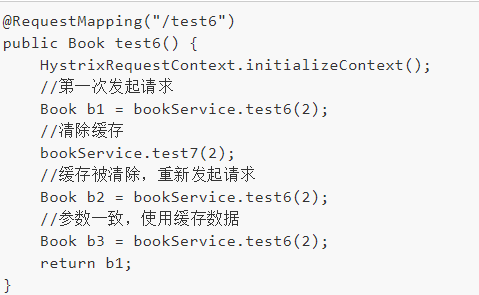 @RequestMapping("/test6")
public Book test6() {
    HystrixRequestContext.initializeContext();
    //第一次发起请求
    Book b1 = bookService.test6(2);
    //清除缓存
    bookService.test7(2);
    //缓存被清除，重新发起请求
    Book b2 = bookService.test6(2);
    //参数一致，使用缓存数据
    Book b3 = bookService.test6(2);
    return b1;
}